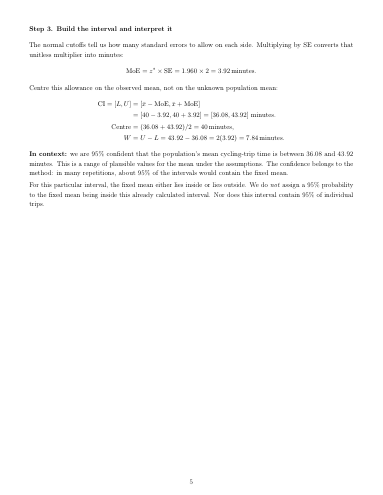 Step 3. Build the interval and interpret it
The normal cutoffs tell us how many standard errors to allow on each side. Multiplying by SE converts that
unitless multiplier into minutes:
MoE = z* × SE = 1.960 × 2 = 3.92 minutes.
Centre this allowance on the observed mean, not on the unknown population mean:
CI = [L, U] = [x̄ − MoE, x̄ + MoE]
= [40 − 3.92, 40 + 3.92] = [36.08, 43.92] minutes.
Centre = (36.08 + 43.92)/2 = 40 minutes,
W = U − L = 43.92 − 36.08 = 2(3.92) = 7.84 minutes.
In context: we are 95% confident that the population's mean cycling-trip time is between 36.08 and 43.92
minutes. This is a range of plausible values for the mean under the assumptions. The confidence belongs to the
method: in many repetitions, about 95% of the intervals would contain the fixed mean.
For this particular interval, the fixed mean either lies inside or lies outside. We do not assign a 95% probability
to the fixed mean being inside this already calculated interval. Nor does this interval contain 95% of individual
trips.
5